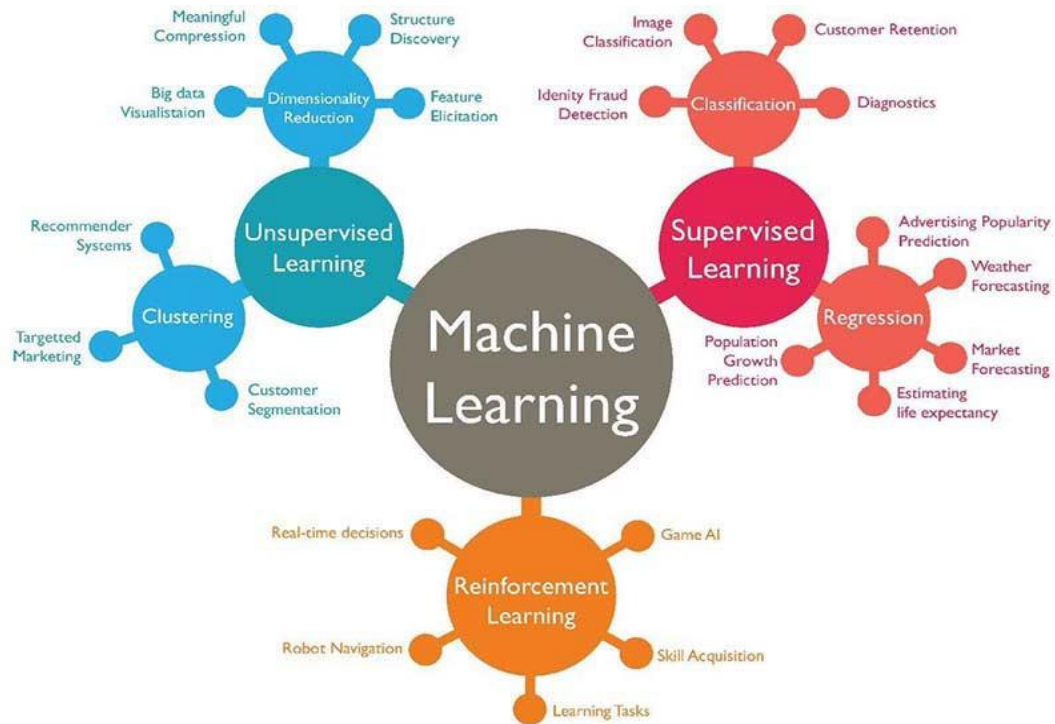 Meaningful
Compression
Structure
Discovery
Big data
Visualistaion
Dimensionality
Reduction
Feature
Elicitation
Image
Classification
Customer Retention
Idenity Fraud
Detection
Classification
Diagnostics
Recommender
Systems
Unsupervised
Learning
Supervised
Learning
Advertising Popularity
Prediction
Weather
Forecasting
Clustering
Targetted
Marketing
Customer
Segmentation
Machine
Learning
Regression
Population
Growth
Prediction
Market
Forecasting
Estimating
life expectancy
Real-time decisions
Game AI
Reinforcement
Learning
Robot Navigation
Skill Acquisition
Learning Tasks